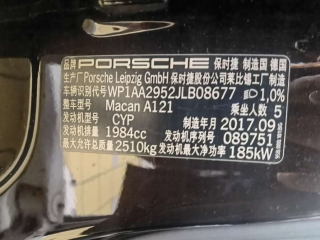 品牌 PORSCHE 保时捷 制造国 德国
生产厂 Porsche Leipzig GmbH 保时捷股份公司莱比锡工厂制造
车辆识别代号 WP1AA2952JLB08677 1,0%
整车型号 Macan A121 乘坐人数 5
发动机型号 CYP 制造年月 2017.09
发动机排量 1984cc 发动机序列号 089751
最大允许总质量 2510kg 发动机最大净功率 185kW